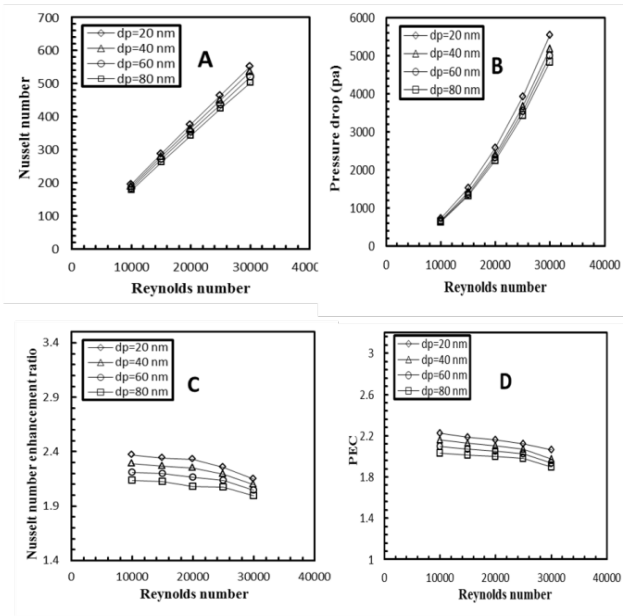 700
600
500
400
300
200
100
0
Nusselt number
dp=20 nm
dp=40 nm
dp=60 nm
dp=80 nm
A
0 10000 20000 30000 4000
Reynolds number
6000
5000
4000
3000
2000
1000
0
Pressure drop (pa)
dp=20 nm
dp=40 nm
dp=60 nm
dp=80 nm
B
0 10000 20000 30000 40000
Reynolds number
3.4
2.9
2.4
1.9
1.4
Nusselt number enhancement ratio
dp=20 nm
dp=40 nm
dp=60 nm
dp=80 nm
C
0 10000 20000 30000 40000
Reynolds number
3
2.6
2.2
1.8
1.4
1
PEC
dp=20 nm
dp=40 nm
dp=60 nm
dp=80 nm
D
0 10000 20000 30000 40000
Reynolds number